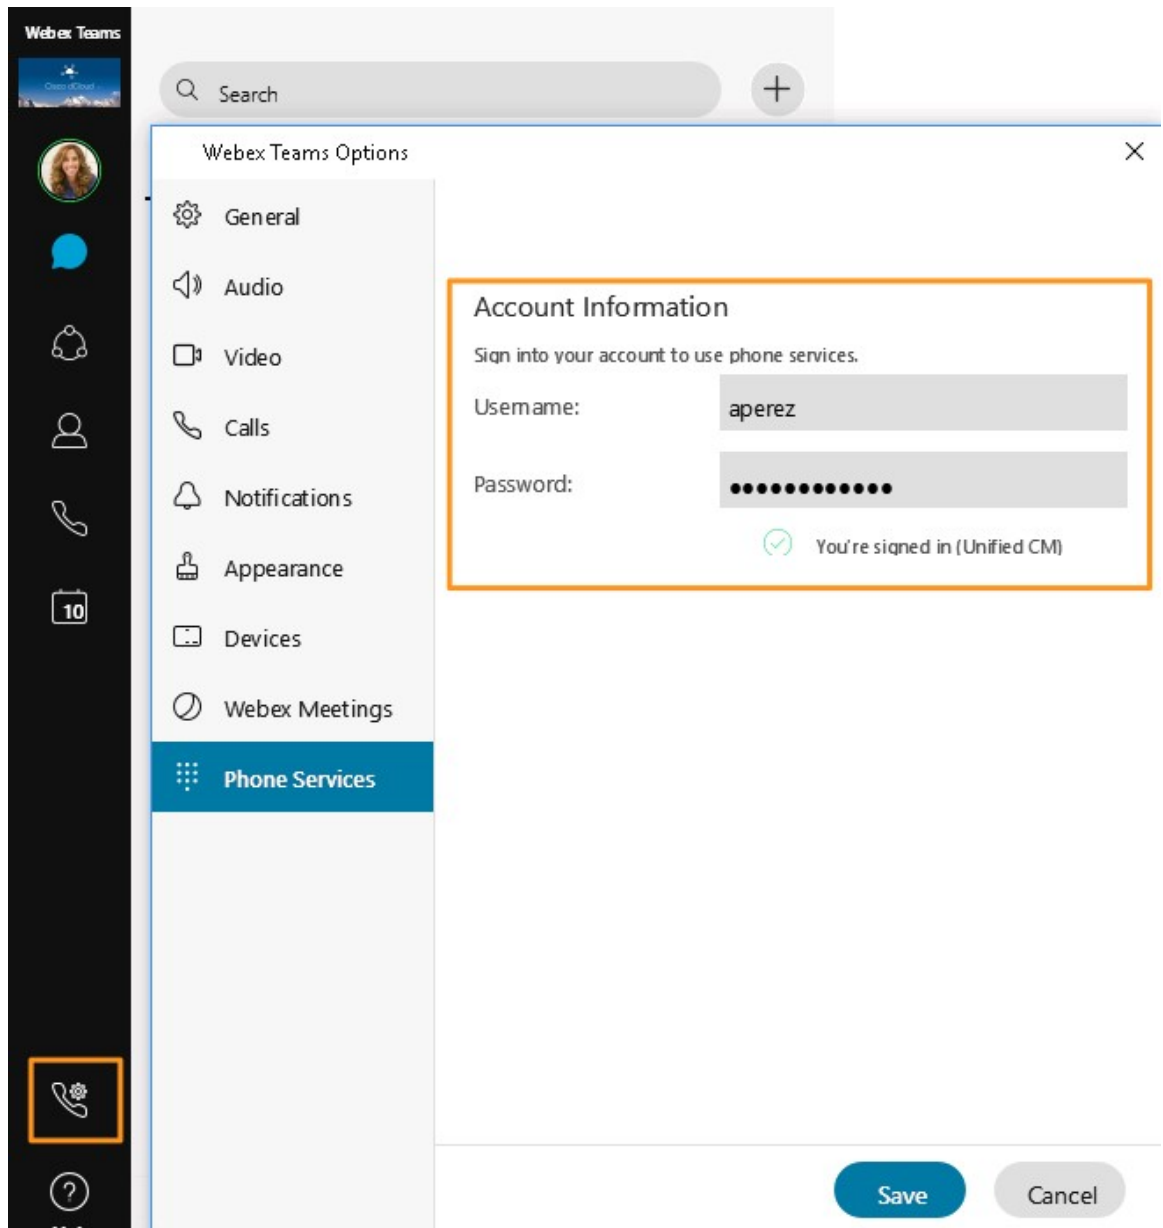 Webex Teams
Cisco dCloud
Search
Webex Teams Options
General
Audio
Video
Calls
Notifications
Appearance
Devices
Webex Meetings
Phone Services
10
Account Information
Sign into your account to use phone services.
Username: aperez
Password: ●●●●●●●●●●●●
You're signed in (Unified CM)
Save Cancel